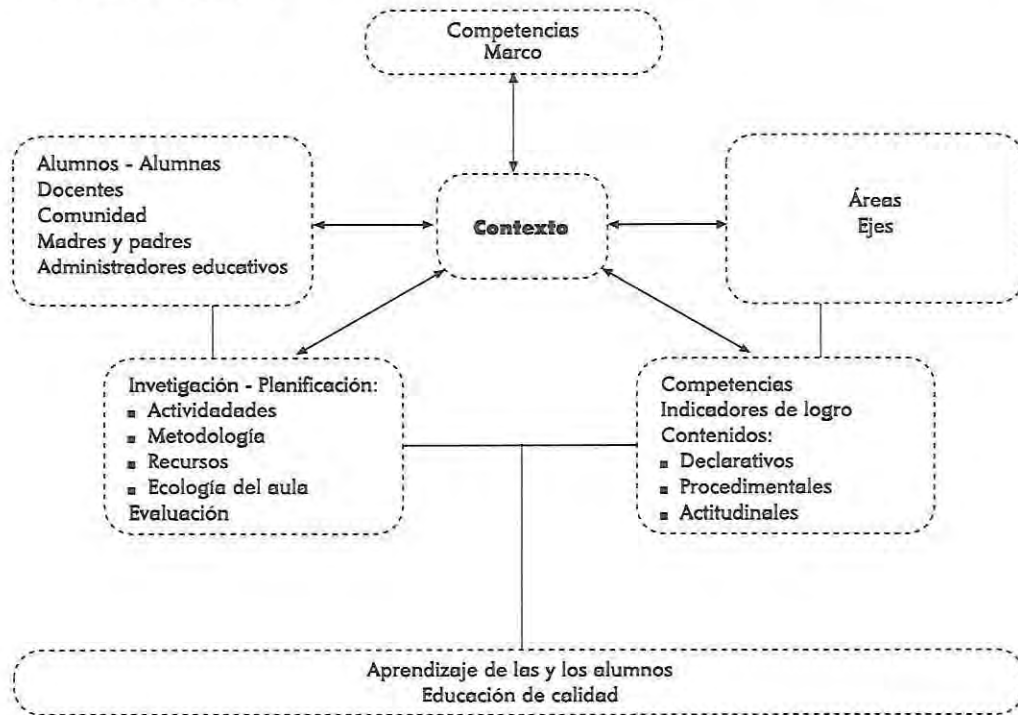 Competencias
Marco
Alumnos - Alumnas
Docentes
Comunidad
Madres y padres
Administradores educativos
Contexto
Áreas
Ejes
Invetigación - Planificación:
▪ Actividadades
▪ Metodología
▪ Recursos
▪ Ecología del aula
Evaluación
Competencias
Indicadores de logro
Contenidos:
▪ Declarativos
▪ Procedimentales
▪ Actitudinales
Aprendizaje de las y los alumnos
Educación de calidad